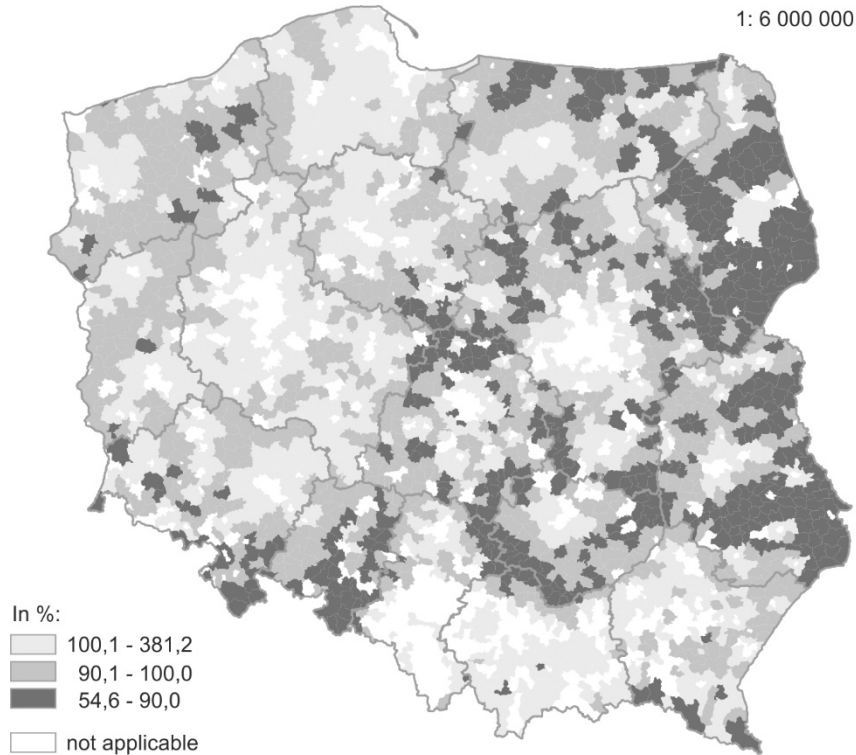 1: 6 000 000
In %:
100,1 - 381,2
90,1 - 100,0
54,6 - 90,0
not applicable